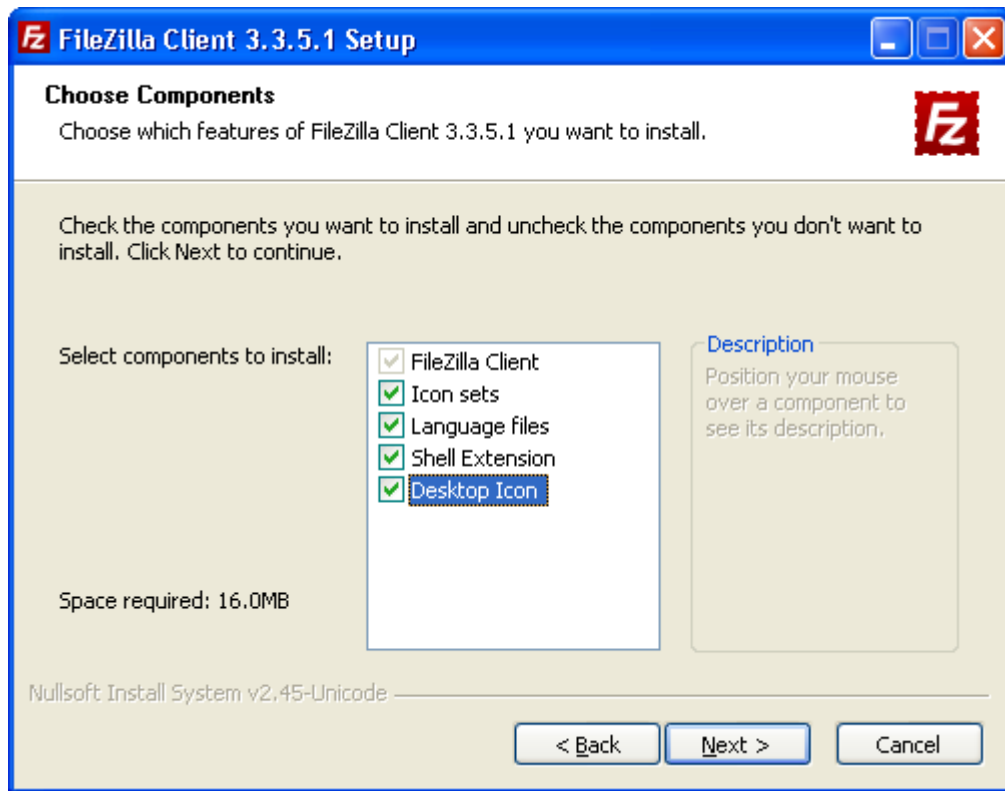 FileZilla Client 3.3.5.1 Setup
Choose Components
Choose which features of FileZilla Client 3.3.5.1 you want to install.
Fz
Check the components you want to install and uncheck the components you don't want to
install. Click Next to continue.
Select components to install:
FileZilla Client
Icon sets
Language files
Shell Extension
Desktop Icon
Description
Position your mouse
over a component to
see its description.
Space required: 16.0MB
Nullsoft Install System v2.45-Unicode
< Back
Next >
Cancel